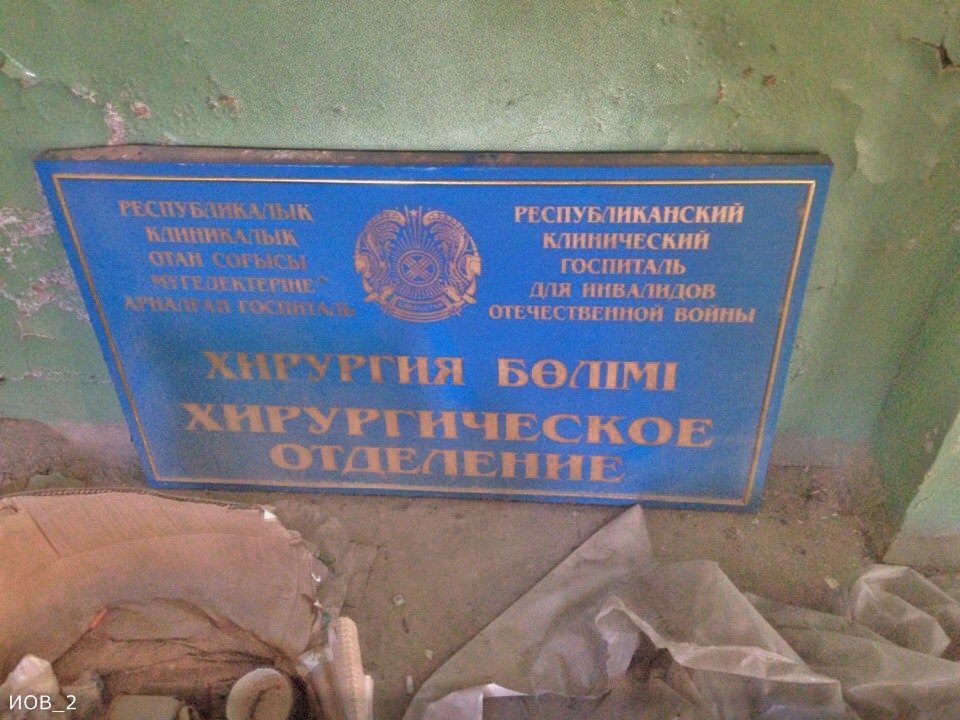 РЕСПУБЛИКАЛЫҚ
КЛИНИКАЛЫҚ
ОТАН СОҒЫСЫ
МҮГЕДЕКТЕРІНЕ
АРНАЛҒАН ГОСПИТАЛЬ
РЕСПУБЛИКАНСКИЙ
КЛИНИЧЕСКИЙ
ГОСПИТАЛЬ
ДЛЯ ИНВАЛИДОВ
ОТЕЧЕСТВЕННОЙ ВОЙНЫ
ХИРУРГИЯ БӨЛІМІ
ХИРУРГИЧЕСКОЕ
ОТДЕЛЕНИЕ
ИОВ_2